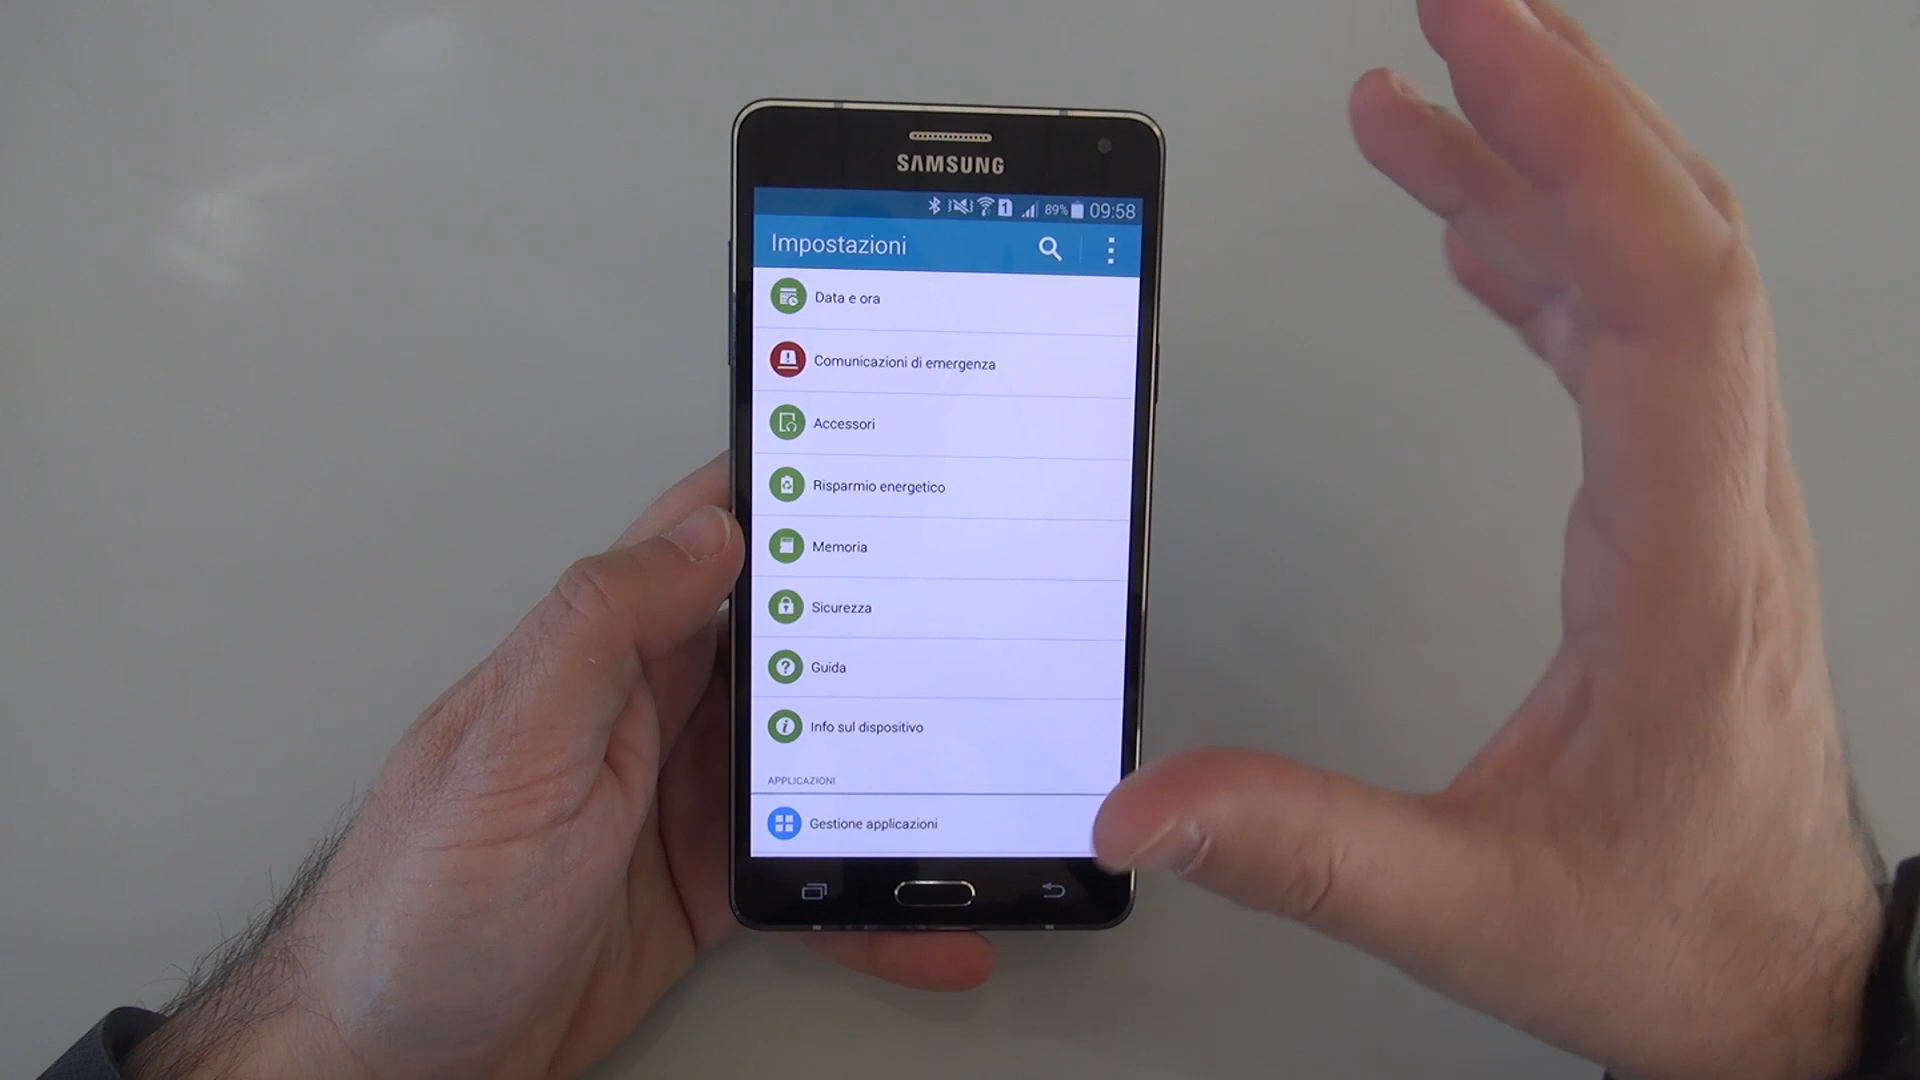 SAMSUNG
1 89% 09:58
Impostazioni
Data e ora
Comunicazioni di emergenza
Accessori
Risparmio energetico
Memoria
Sicurezza
Guida
Info sul dispositivo
APPLICAZIONI
Gestione applicazioni